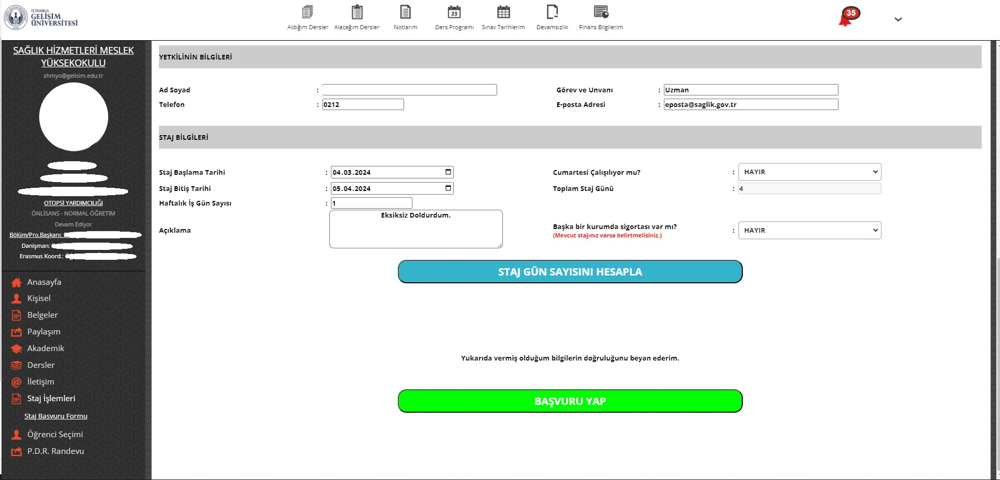 İSTANBUL
GELİŞİM
ÜNİVERSİTESİ
Aldığım Dersler
Alacağım Dersler
Notlarım
23
Ders Programı
Sınav Tarihlerim
Devamsızlık
Finans Bilgilerim
35
SAĞLIK HİZMETLERİ MESLEK
YÜKSEKOKULU
shmyo@gelisim.edu.tr
OTOPSİ YARDIMCILIĞI
ÖNLİSANS - NORMAL ÖĞRETİM
Devam Ediyor
Bölüm/Pro.Başkanı:
Danışman:
Erasmus Koord.:
Anasayfa
Kişisel
Belgeler
Paylaşım
Akademik
Dersler
İletişim
Staj İşlemleri
Staj Basvuru Formu
Öğrenci Seçimi
P.D.R. Randevu
YETKİLİNİN BİLGİLERİ
Ad Soyad :
Görev ve Unvanı : Uzman
Telefon : 0212
E-posta Adresi : eposta@saglik.gov.tr
STAJ BİLGİLERİ
Staj Başlama Tarihi : 04.03.2024
Cumartesi Çalışılıyor mu? : HAYIR
Staj Bitiş Tarihi : 05.04.2024
Toplam Staj Günü : 4
Haftalık İş Gün Sayısı : 1
Açıklama
Eksiksiz Doldurdum.
Başka bir kurumda sigortası var mı? : HAYIR
(Mevcut stajınız varsa belirtmelisiniz.)
STAJ GÜN SAYISINI HESAPLA
Yukarıda vermiş olduğum bilgilerin doğruluğunu beyan ederim.
BAŞVURU YAP